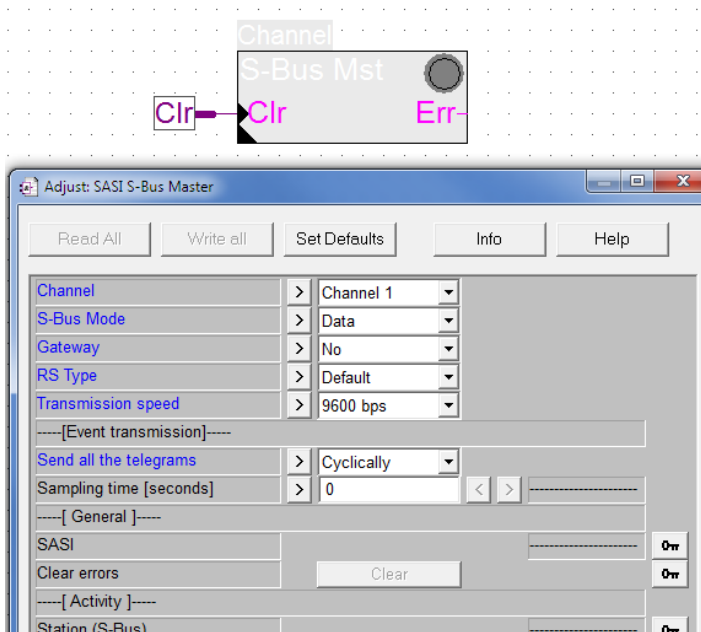 Channel
S-Bus Mst
Clr Clr Err
Adjust: SASI S-Bus Master
Read All Write all Set Defaults Info Help
Channel > Channel 1
S-Bus Mode > Data
Gateway > No
RS Type > Default
Transmission speed > 9600 bps
-----[Event transmission]-----
Send all the telegrams > Cyclically
Sampling time [seconds] > 0 < > ---------------------
-----[ General ]-----
SASI ---------------------
Clear errors Clear
-----[ Activity ]-----
Station (S-Bus) ---------------------